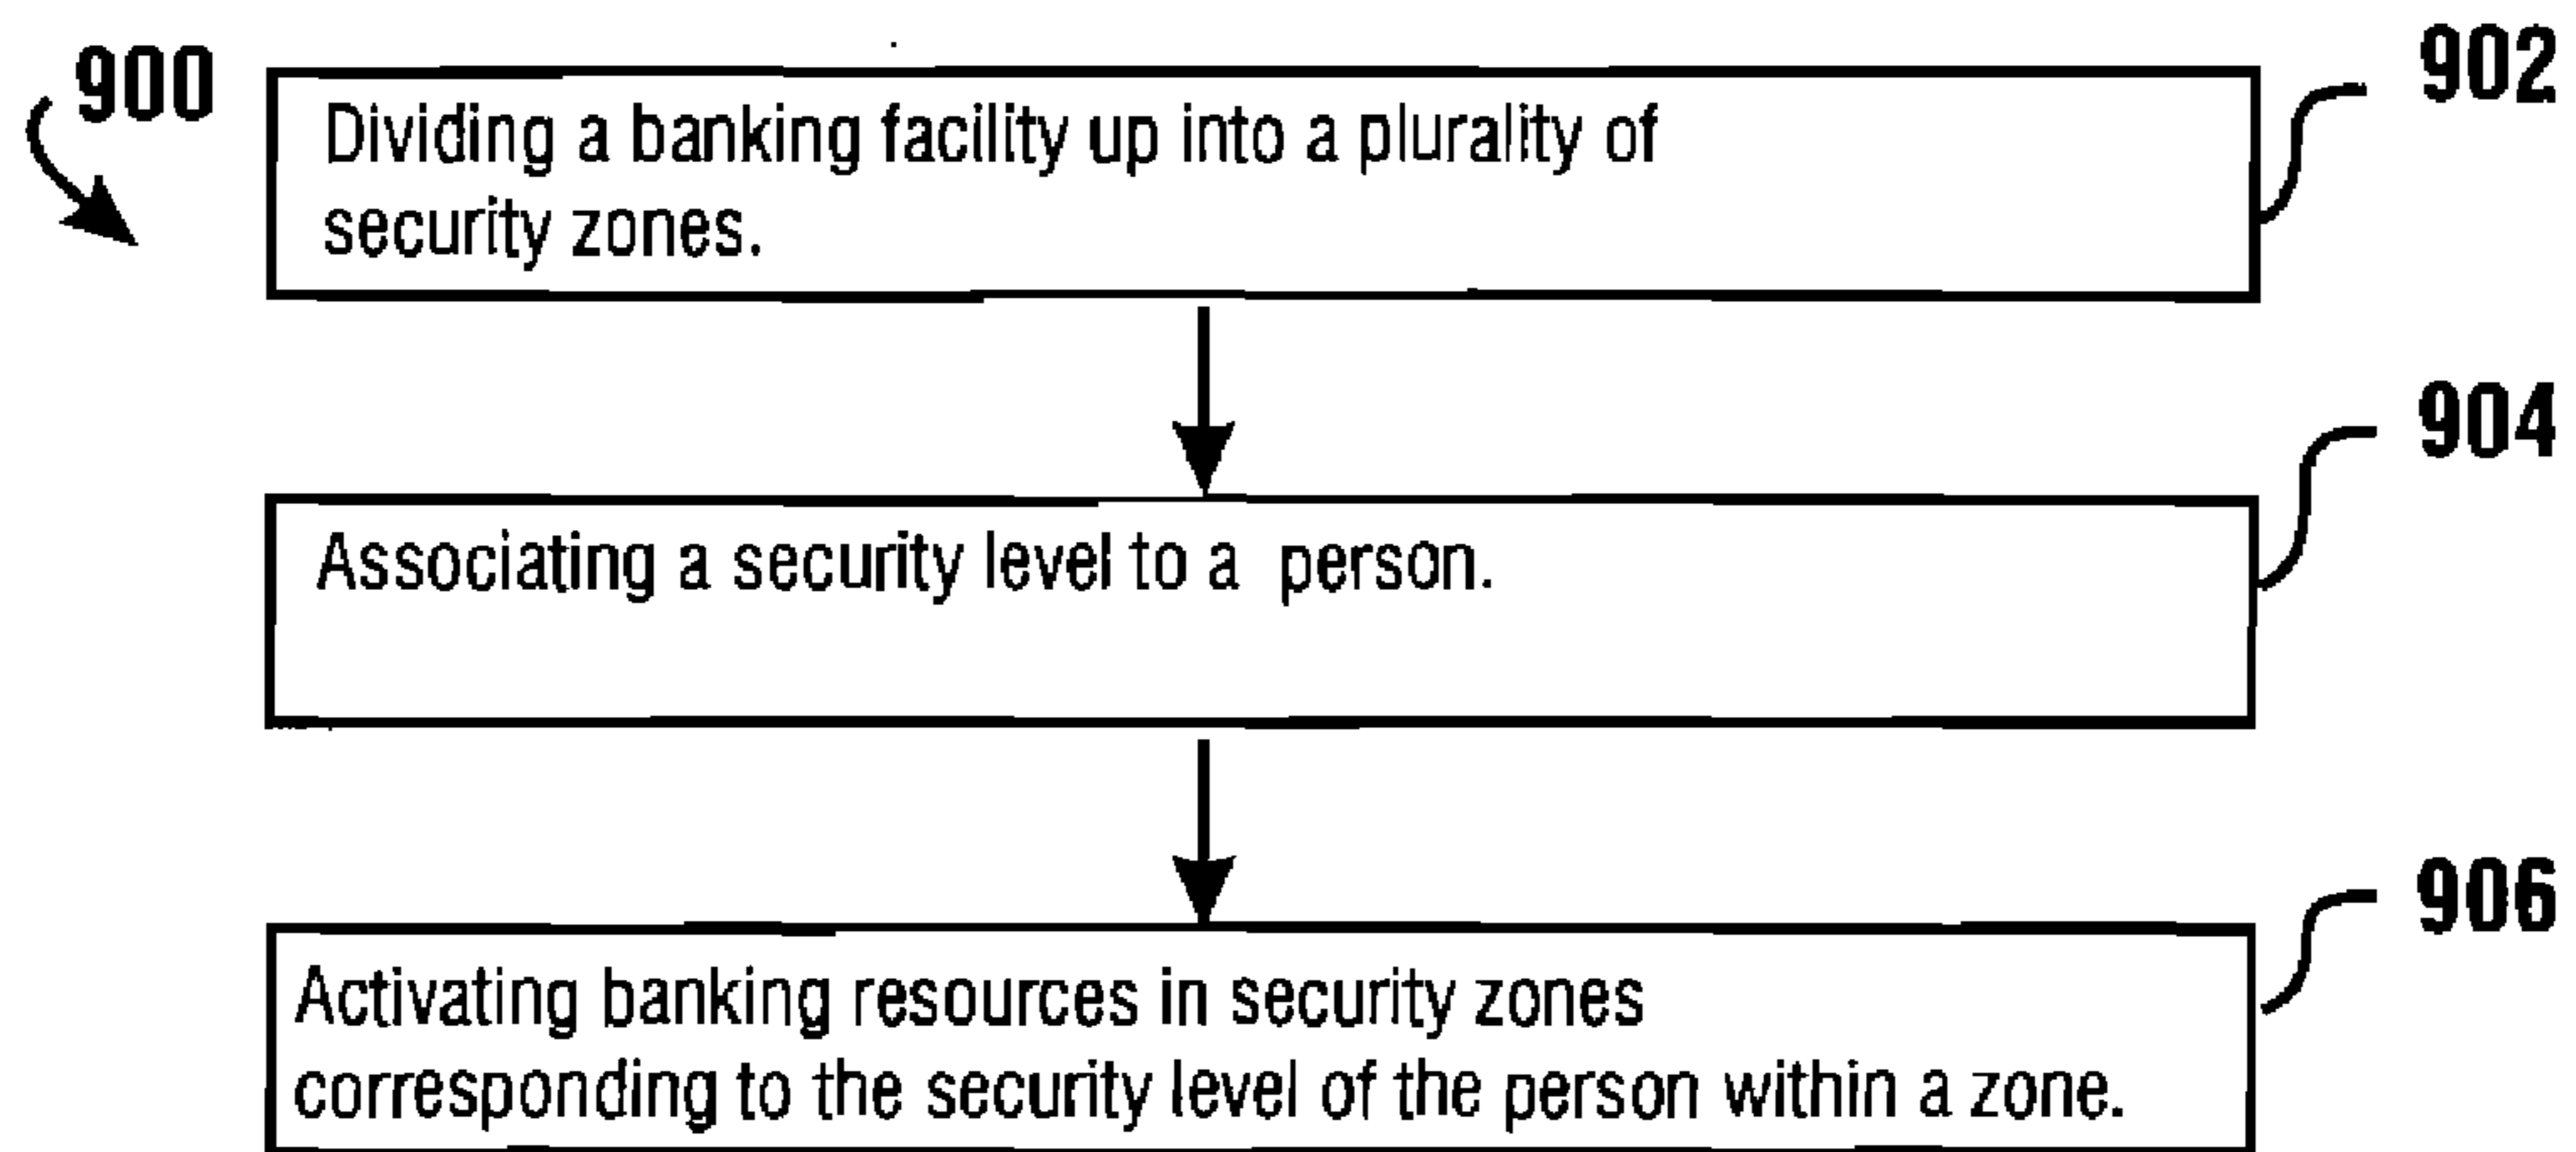 900
902
Dividing a banking facility up into a plurality of
security zones.
904
Associating a security level to a person.
906
Activating banking resources in security zones
corresponding to the security level of the person within a zone.